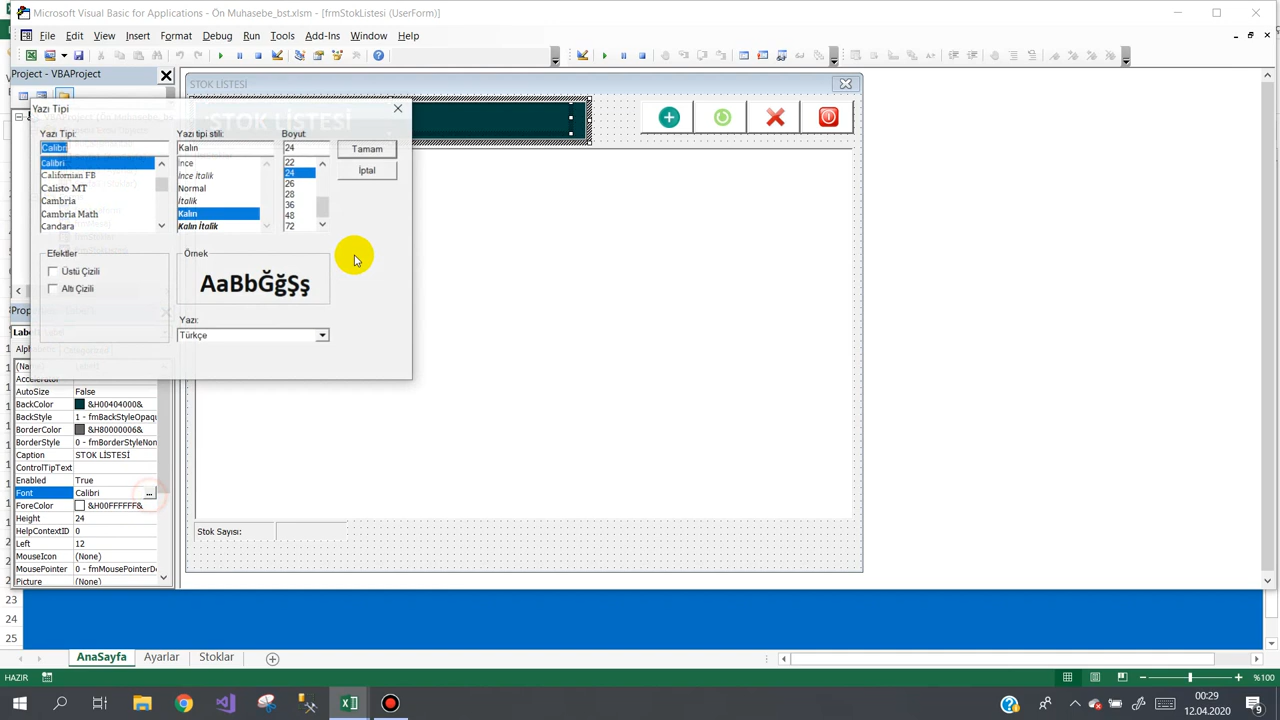 Microsoft Visual Basic for Applications - Ön Muhasebe_bst.xlsm - [frmStokListesi (UserForm)]
File Edit View Insert Format Debug Run Tools Add-Ins Window Help
Project - VBAProject
STOK LİSTESİ
Yazı Tipi
STOK LİSTESİ
Yazı Tipi: Yazı tipi stili: Boyut:
Calibri Kalın 24 Tamam
Calibri İnce 22
Californian FB İnce İtalik 24 İptal
Calisto MT Normal 26
Cambria İtalik 28
Cambria Math Kalın 36
Candara Kalın İtalik 48
72
Efektler Örnek
Üstü Çizili
Altı Çizili
AaBbĞğŞş
Yazı:
Türkçe
AutoSize False
BackColor &H00404000&
BackStyle 1 - fmBackStyleOpaq
BorderColor &H80000006&
BorderStyle 0 - fmBorderStyleNon
Caption STOK LİSTESİ
ControlTipText
Enabled True
Font Calibri ...
ForeColor &H00FFFFFF&
Height 24
HelpContextID 0
Left 12
MouseIcon (None)
MousePointer 0 - fmMousePointerDe
Picture (None)
Stok Sayısı:
23
24
25
AnaSayfa Ayarlar Stoklar
HAZIR %100
00:29
12.04.2020
9